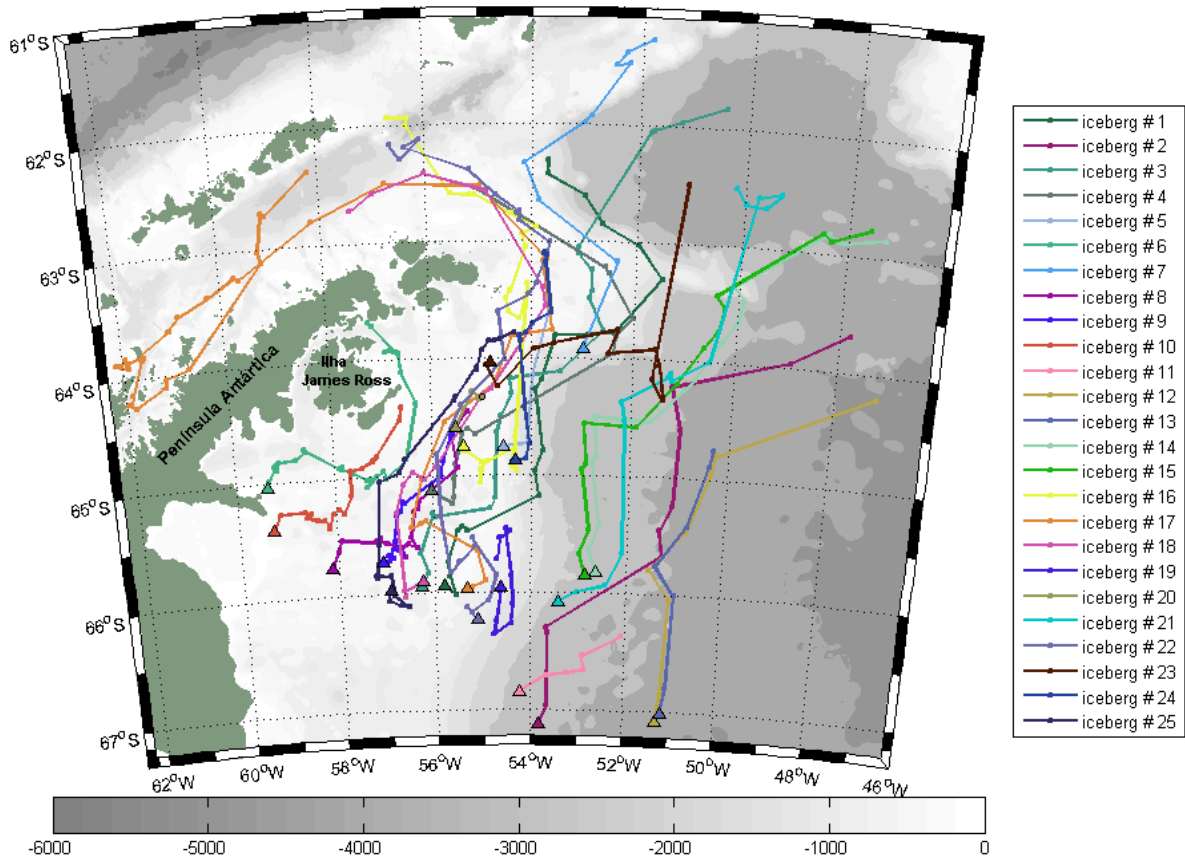 61°S
62°S
63°S
64°S
65°S
66°S
67°S
Península Antártica
Ilha
James Ross
62°W
60°W
58°W
56°W
54°W
52°W
50°W
48°W
46°W
-6000
-5000
-4000
-3000
-2000
-1000
0
iceberg #1
iceberg #2
iceberg #3
iceberg #4
iceberg #5
iceberg #6
iceberg #7
iceberg #8
iceberg #9
iceberg #10
iceberg #11
iceberg #12
iceberg #13
iceberg #14
iceberg #15
iceberg #16
iceberg #17
iceberg #18
iceberg #19
iceberg #20
iceberg #21
iceberg #22
iceberg #23
iceberg #24
iceberg #25